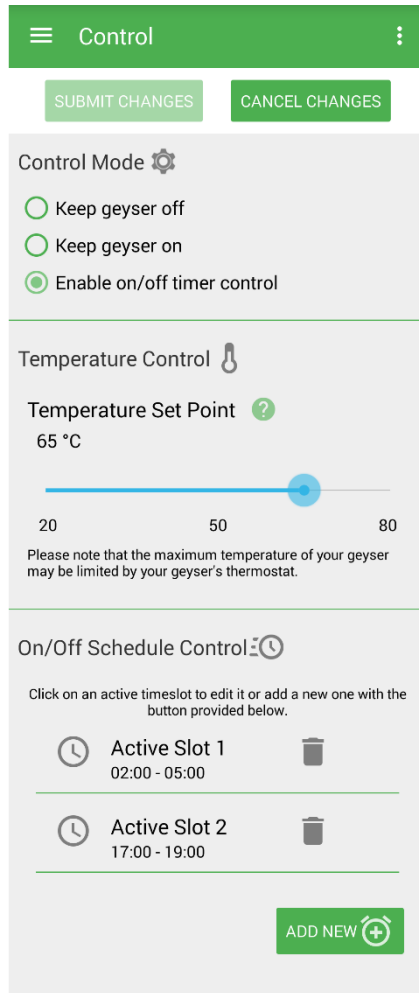 Control
SUBMIT CHANGES
CANCEL CHANGES
Control Mode
Keep geyser off
Keep geyser on
Enable on/off timer control
Temperature Control
Temperature Set Point ?
65 °C
20 50 80
Please note that the maximum temperature of your geyser
may be limited by your geyser's thermostat.
On/Off Schedule Control
Click on an active timeslot to edit it or add a new one with the
button provided below.
Active Slot 1
02:00 - 05:00
Active Slot 2
17:00 - 19:00
ADD NEW